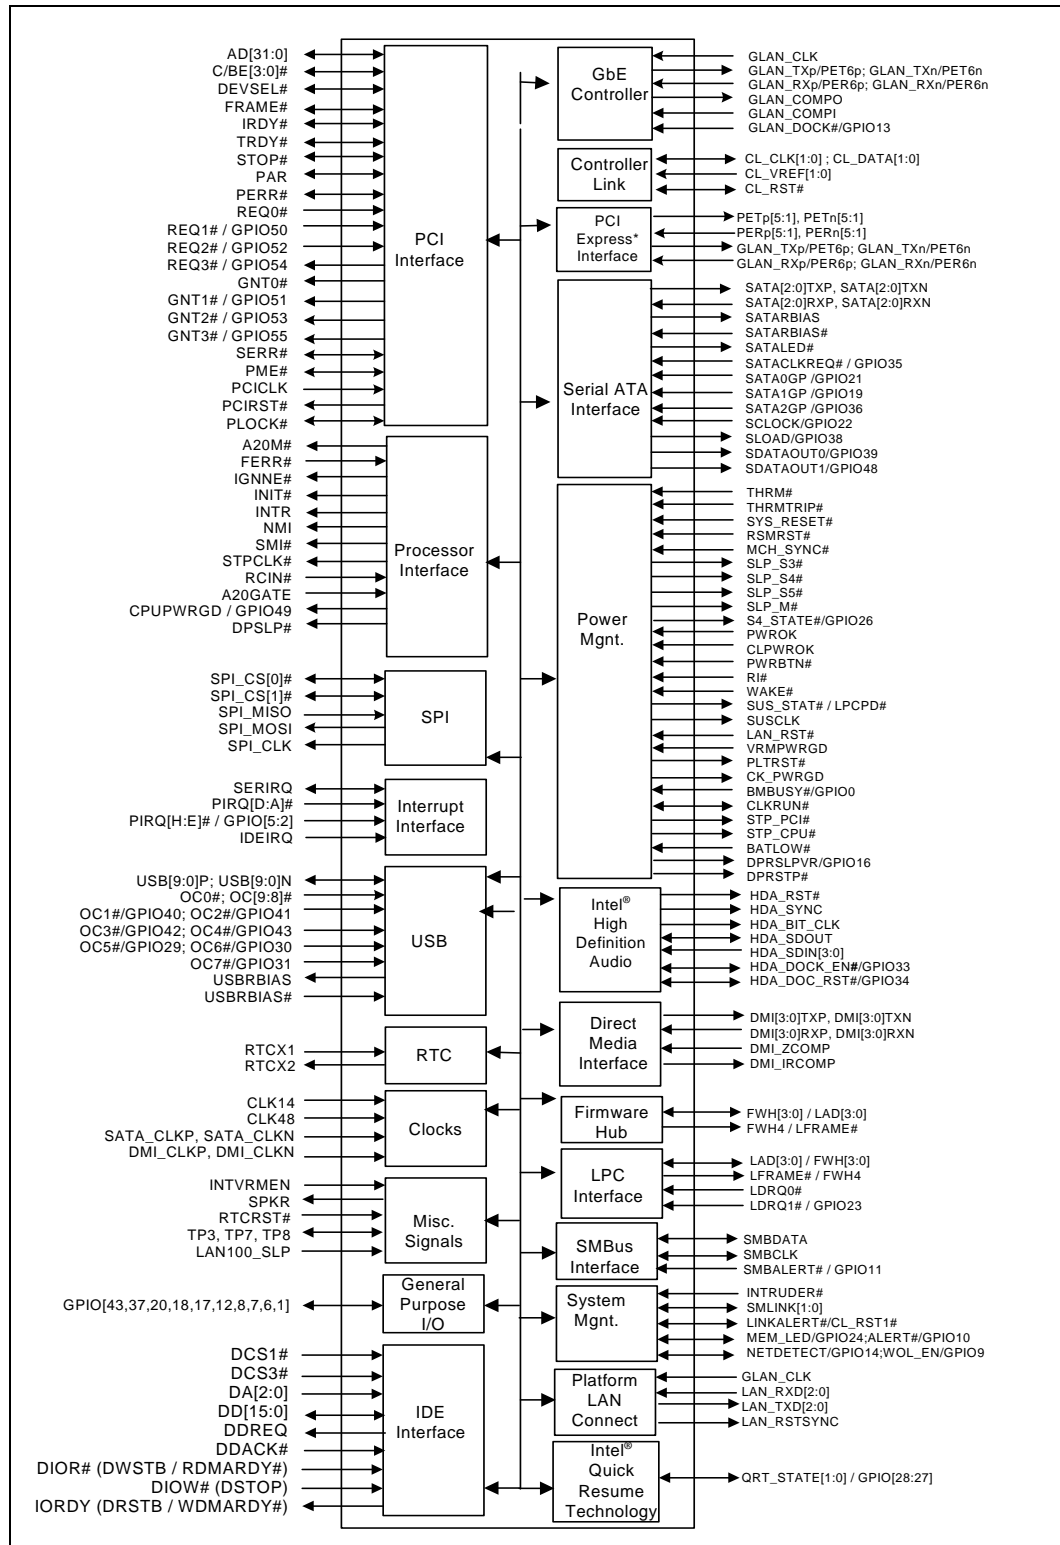 AD[31:0]
C/BE[3:0]#
DEVSEL#
FRAME#
IRDY#
TRDY#
STOP#
PAR
PERR#
REQ0#
REQ1# / GPIO50
REQ2# / GPIO52
REQ3# / GPIO54
GNT0#
GNT1# / GPIO51
GNT2# / GPIO53
GNT3# / GPIO55
SERR#
PME#
PCICLK
PCIRST#
PLOCK#
PCI
Interface
A20M#
FERR#
IGNNE#
INIT#
INTR
NMI
SMI#
STPCLK#
RCIN#
A20GATE
CPUPWRGD / GPIO49
DPSLP#
Processor
Interface
SPI_CS[0]#
SPI_CS[1]#
SPI_MISO
SPI_MOSI
SPI_CLK
SPI
SERIRQ
PIRQ[D:A]#
PIRQ[H:E]# / GPIO[5:2]
IDEIRQ
Interrupt
Interface
USB[9:0]P; USB[9:0]N
OC0#; OC[9:8]#
OC1#/GPIO40; OC2#/GPIO41
OC3#/GPIO42; OC4#/GPIO43
OC5#/GPIO29; OC6#/GPIO30
OC7#/GPIO31
USBRBIAS
USBRBIAS#
USB
RTCX1
RTCX2
RTC
CLK14
CLK48
SATA_CLKP, SATA_CLKN
DMI_CLKP, DMI_CLKN
Clocks
INTVRMEN
SPKR
RTCRST#
TP3, TP7, TP8
LAN100_SLP
Misc.
Signals
GPIO[43,37,20,18,17,12,8,7,6,1]
General
Purpose
I/O
DCS1#
DCS3#
DA[2:0]
DD[15:0]
DDREQ
DDACK#
DIOR# (DWSTB / RDMARDY#)
DIOW# (DSTOP)
IORDY (DRSTB / WDMARDY#)
IDE
Interface
GbE
Controller
GLAN_CLK
GLAN_TXp/PET6p; GLAN_TXn/PET6n
GLAN_RXp/PER6p; GLAN_RXn/PER6n
GLAN_COMPO
GLAN_COMPI
GLAN_DOCK#/GPIO13
Controller
Link
CL_CLK[1:0] ; CL_DATA[1:0]
CL_VREF[1:0]
CL_RST#
PCI
Express*
Interface
PETp[5:1], PETn[5:1]
PERp[5:1], PERn[5:1]
GLAN_TXp/PET6p; GLAN_TXn/PET6n
GLAN_RXp/PER6p; GLAN_RXn/PER6n
Serial ATA
Interface
SATA[2:0]TXP, SATA[2:0]TXN
SATA[2:0]RXP, SATA[2:0]RXN
SATARBIAS
SATARBIAS#
SATALED#
SATACLKREQ# / GPIO35
SATA0GP /GPIO21
SATA1GP /GPIO19
SATA2GP /GPIO36
SCLOCK/GPIO22
SLOAD/GPIO38
SDATAOUT0/GPIO39
SDATAOUT1/GPIO48
Power
Mgnt.
THRM#
THRMTRIP#
SYS_RESET#
RSMRST#
MCH_SYNC#
SLP_S3#
SLP_S4#
SLP_S5#
SLP_M#
S4_STATE#/GPIO26
PWROK
CLPWROK
PWRBTN#
RI#
WAKE#
SUS_STAT# / LPCPD#
SUSCLK
LAN_RST#
VRMPWRGD
PLTRST#
CK_PWRGD
BMBUSY#/GPIO0
CLKRUN#
STP_PCI#
STP_CPU#
BATLOW#
DPRSLPVR/GPIO16
DPRSTP#
Intel®
High
Definition
Audio
HDA_RST#
HDA_SYNC
HDA_BIT_CLK
HDA_SDOUT
HDA_SDIN[3:0]
HDA_DOCK_EN#/GPIO33
HDA_DOC_RST#/GPIO34
Direct
Media
Interface
DMI[3:0]TXP, DMI[3:0]TXN
DMI[3:0]RXP, DMI[3:0]RXN
DMI_ZCOMP
DMI_IRCOMP
Firmware
Hub
FWH[3:0] / LAD[3:0]
FWH4 / LFRAME#
LPC
Interface
LAD[3:0] / FWH[3:0]
LFRAME# / FWH4
LDRQ0#
LDRQ1# / GPIO23
SMBus
Interface
SMBDATA
SMBCLK
SMBALERT# / GPIO11
System
Mgnt.
INTRUDER#
SMLINK[1:0]
LINKALERT#/CL_RST1#
MEM_LED/GPIO24;ALERT#/GPIO10
NETDETECT/GPIO14;WOL_EN/GPIO9
Platform
LAN
Connect
GLAN_CLK
LAN_RXD[2:0]
LAN_TXD[2:0]
LAN_RSTSYNC
Intel®
Quick
Resume
Technology
QRT_STATE[1:0] / GPIO[28:27]